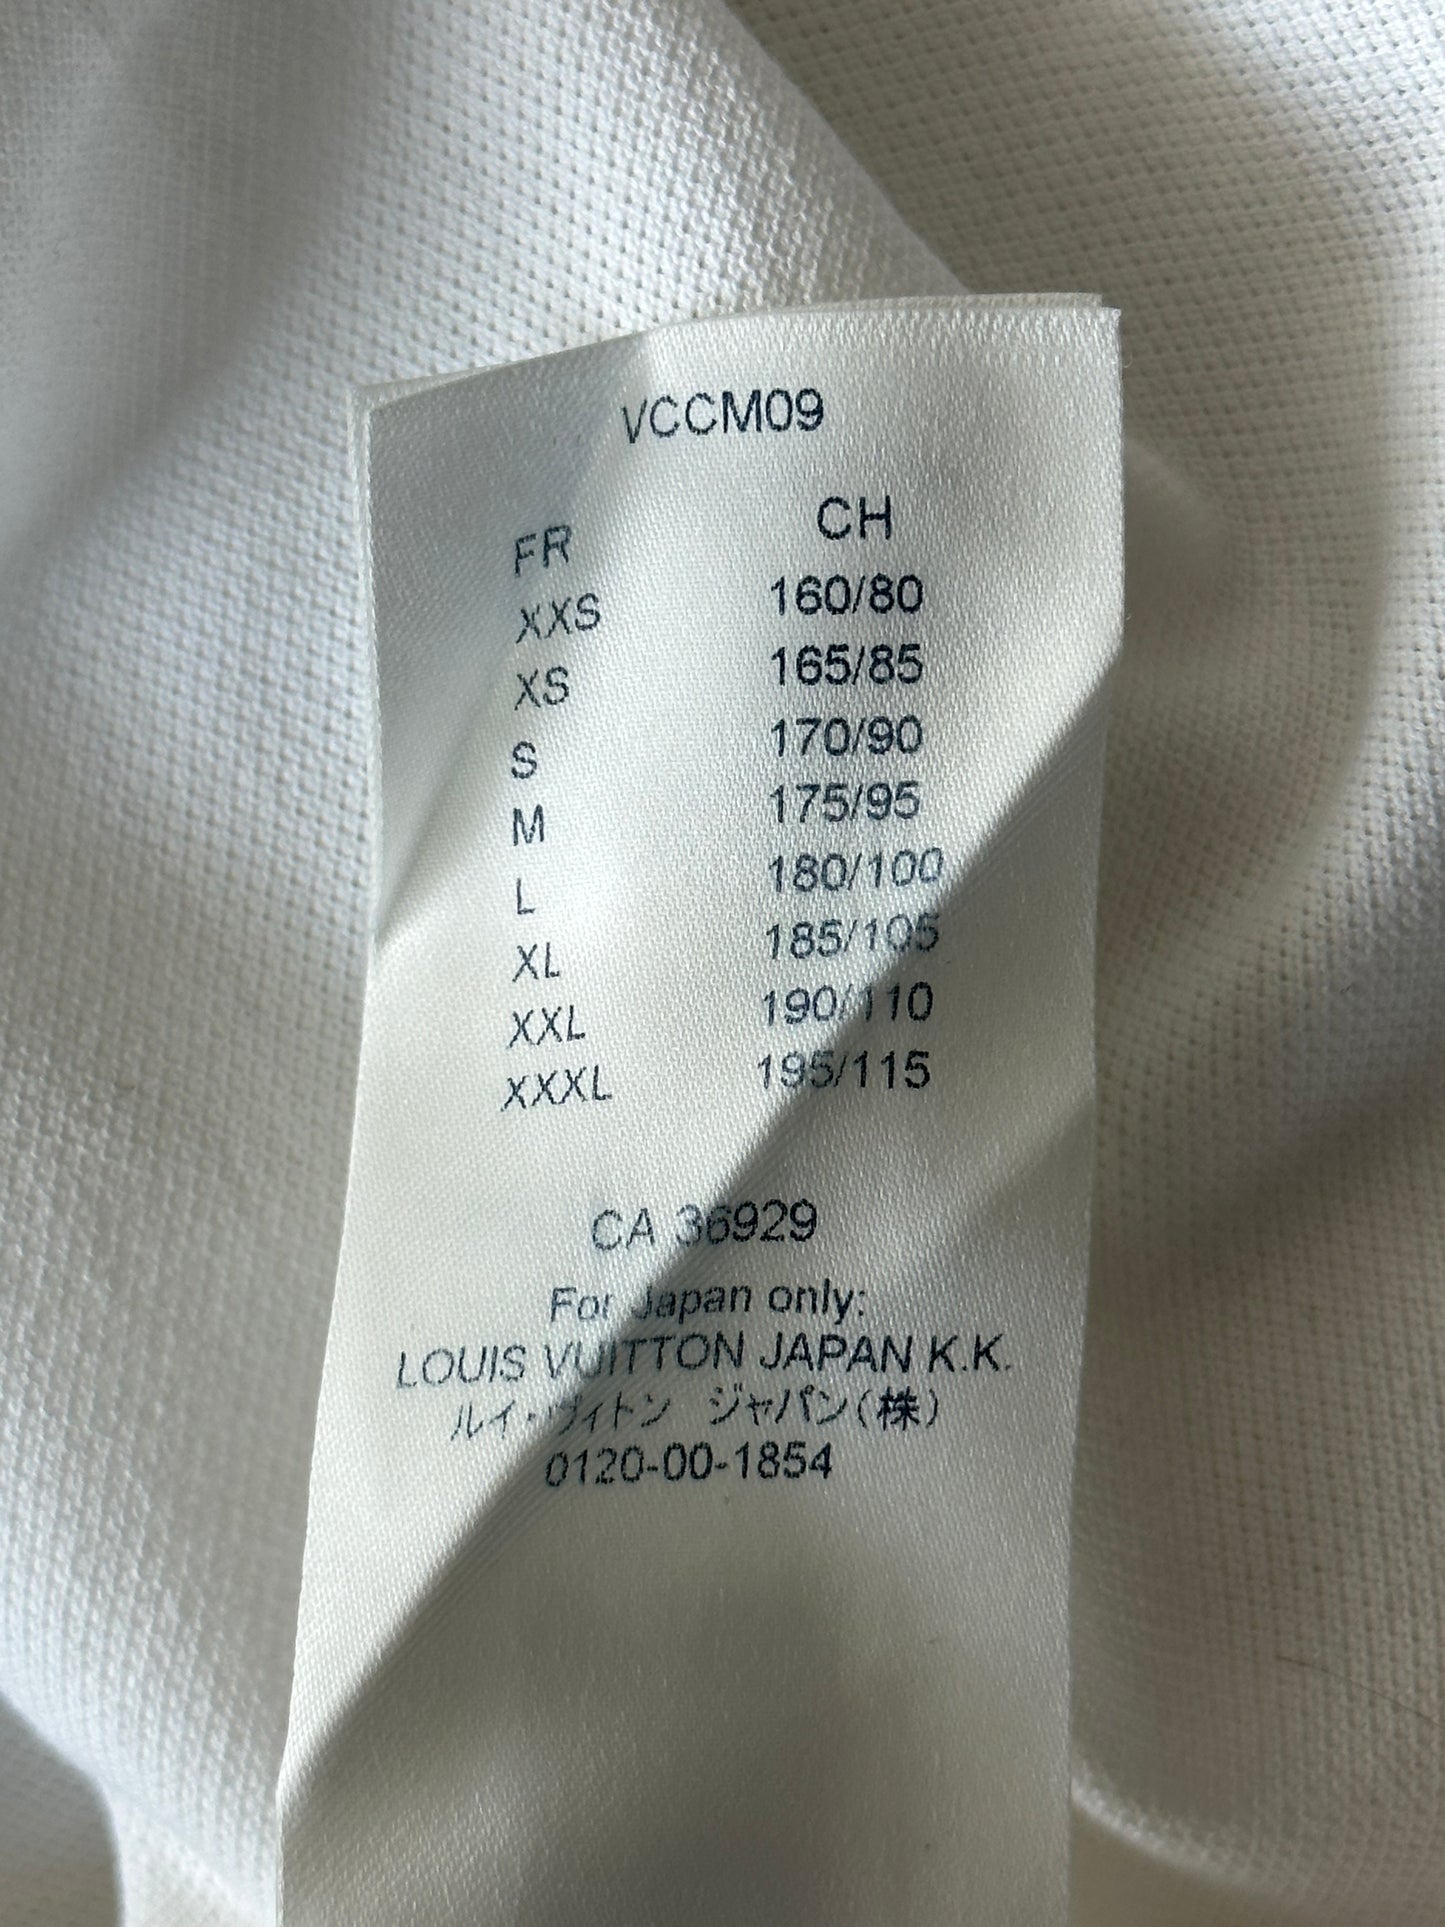 VCCM09
FR CH
XXS 160/80
XS 165/85
S 170/90
M 175/95
L 180/100
XL 185/105
XXL 190/110
XXXL 195/115
CA 36929
For Japan only:
LOUIS VUITTON JAPAN K.K.
ルイ・ヴィトン ジャパン(株)
0120-00-1854